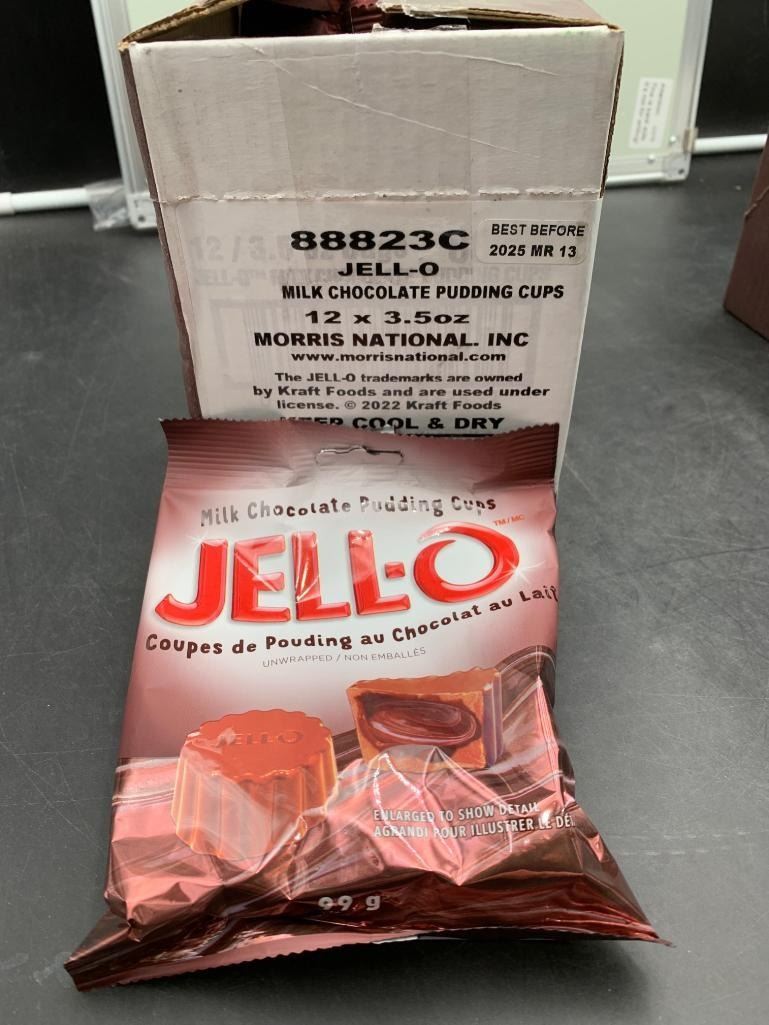 88823C
BEST BEFORE
2025 MR 13
JELL-O
MILK CHOCOLATE PUDDING CUPS
12 x 3.5oz
MORRIS NATIONAL. INC
www.morrisnational.com
The JELL-O trademarks are owned
by Kraft Foods and are used under
license. © 2022 Kraft Foods
KEEP COOL & DRY
Milk Chocolate Pudding Cups
JELL-O TM/MC
Coupes de Pouding au Chocolat au Lait
UNWRAPPED / NON EMBALLÉS
JELL-O
ENLARGED TO SHOW DETAIL
AGRANDI POUR ILLUSTRER LE DÉ
99 g